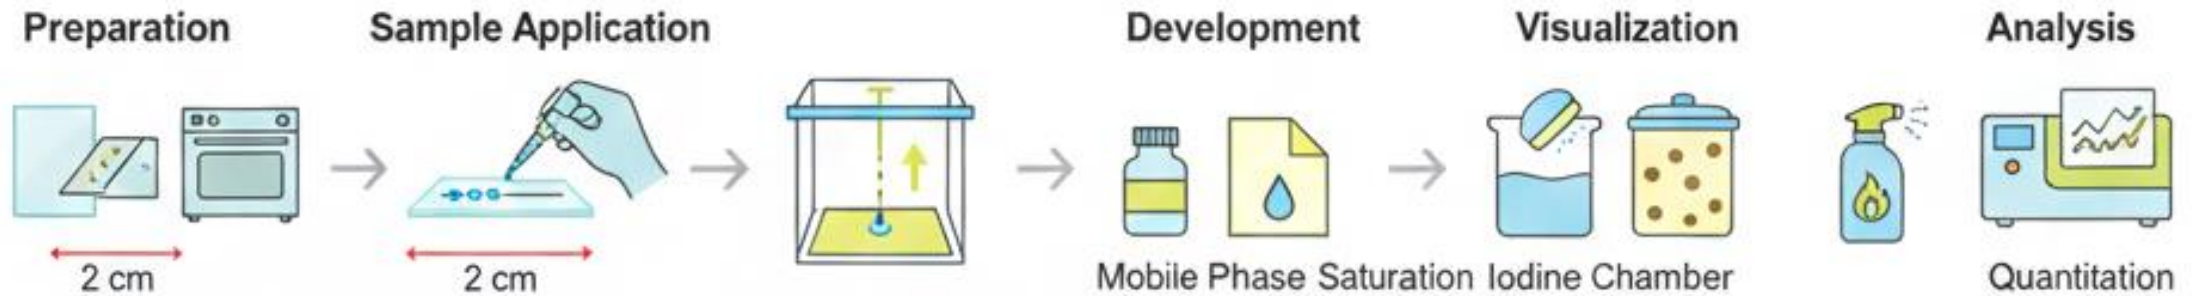 Preparation Sample Application Development Visualization Analysis
2 cm 2 cm Mobile Phase Saturation Iodine Chamber Quantitation